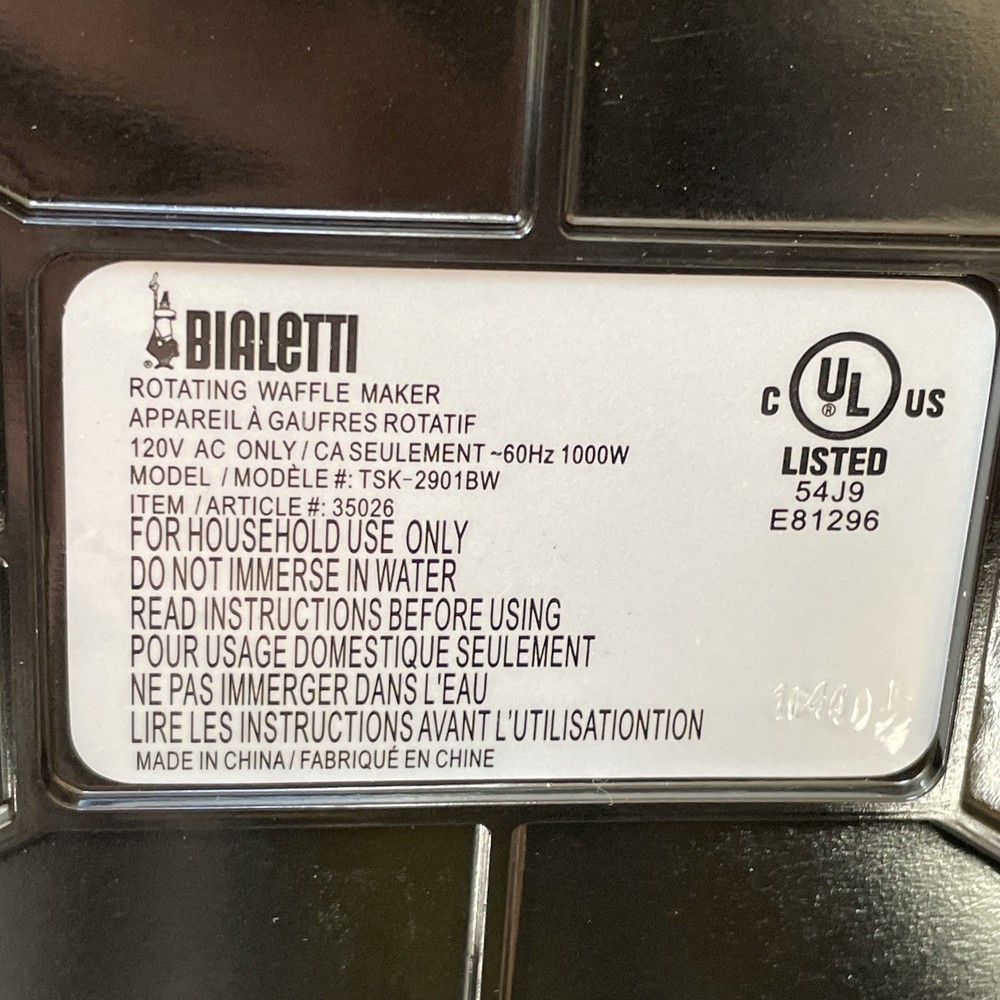 BIALETTI
ROTATING WAFFLE MAKER
APPAREIL À GAUFRES ROTATIF
120V AC ONLY / CA SEULEMENT ~60Hz 1000W
MODEL / MODÈLE #: TSK-2901BW
ITEM / ARTICLE #: 35026
FOR HOUSEHOLD USE ONLY
DO NOT IMMERSE IN WATER
READ INSTRUCTIONS BEFORE USING
POUR USAGE DOMESTIQUE SEULEMENT
NE PAS IMMERGER DANS L'EAU
LIRE LES INSTRUCTIONS AVANT L'UTILISATIONTION
MADE IN CHINA / FABRIQUÉ EN CHINE
C UL ® US
LISTED
54J9
E81296